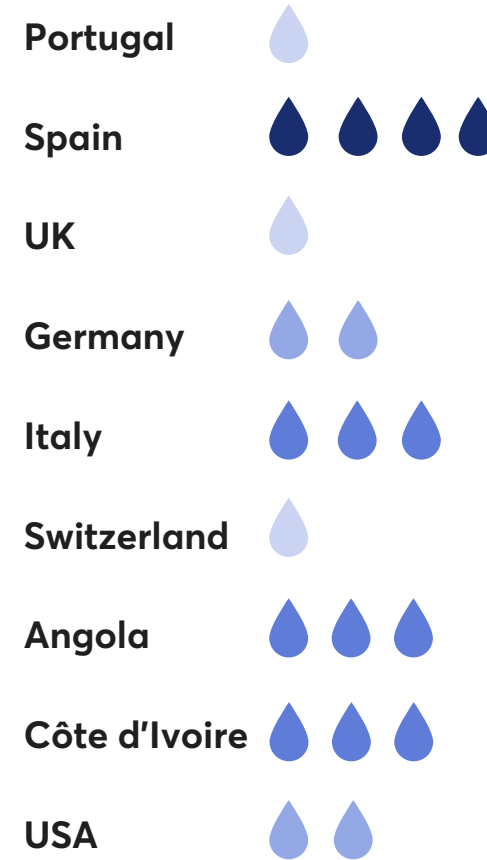 Portugal
Spain
UK
Germany
Italy
Switzerland
Angola
Côte d'Ivoire
USA